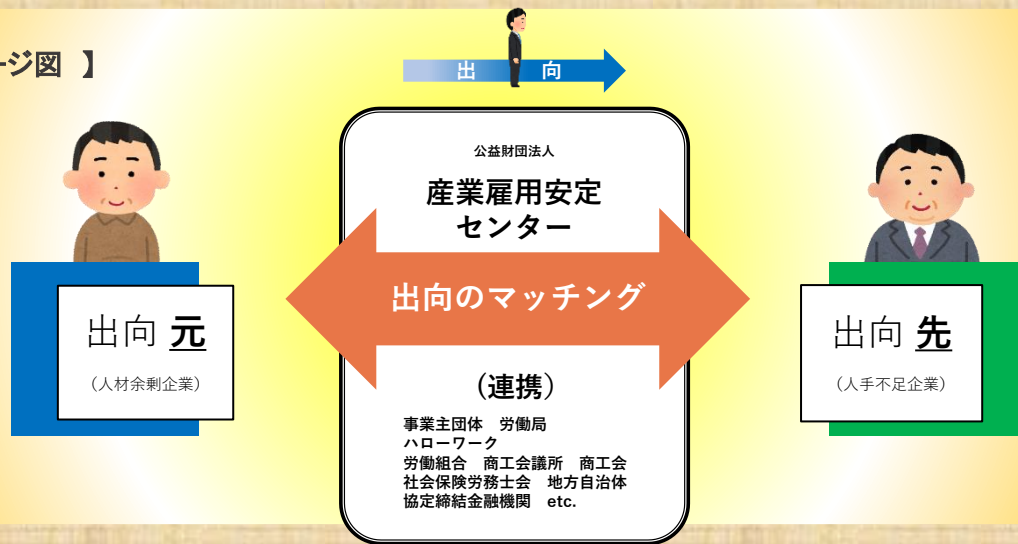 ージ図 】
出 向
公益財団法人
産業雇用安定
センター
出向のマッチング
出向 元
（人材余剰企業）
出向 先
（人手不足企業）
（連携）
事業主団体　労働局
ハローワーク
労働組合　商工会議所　商工会
社会保険労務士会　地方自治体
協定締結金融機関　etc.